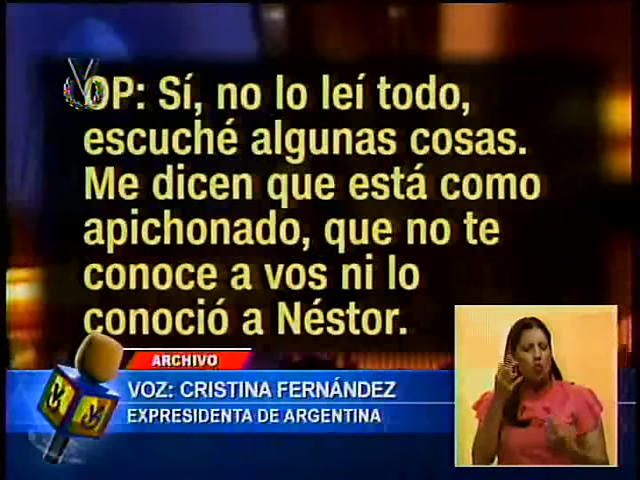 OP: Sí, no lo leí todo,
escuché algunas cosas.
Me dicen que está como
apichonado, que no te
conoce a vos ni lo
conoció a Néstor.
ARCHIVO
VOZ: CRISTINA FERNÁNDEZ
EXPRESIDENTA DE ARGENTINA